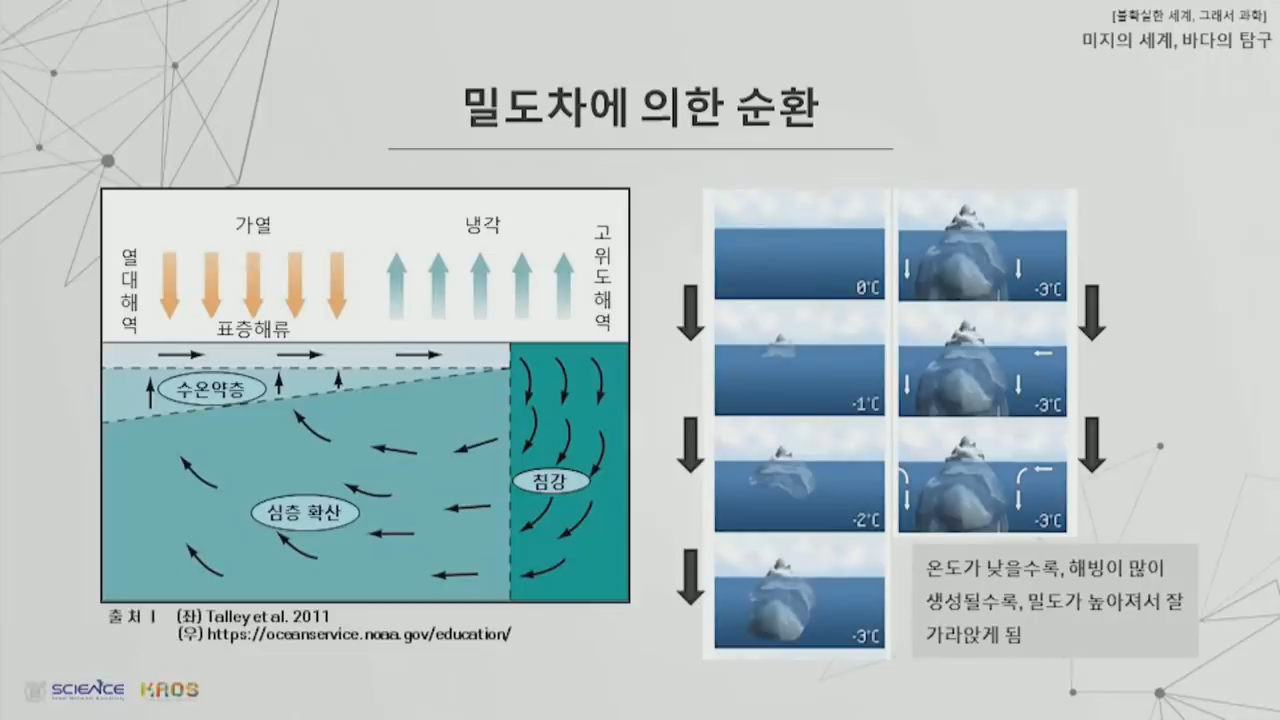 [불확실한 세계, 그래서 과학]
미지의 세계, 바다의 탐구
밀도차에 의한 순환
가열
냉각
열대해역
고위도해역
표층해류
수온약층
침강
심층 확산
출 처 ㅣ (좌) Talley et al. 2011
(우) https://oceanservice.noaa.gov/education/
0°C
-1°C
-2°C
-3°C
-3°C
-3°C
-3°C
온도가 낮을수록, 해빙이 많이
생성될수록, 밀도가 높아져서 잘
가라앉게 됨
SCIENCE
KAOS